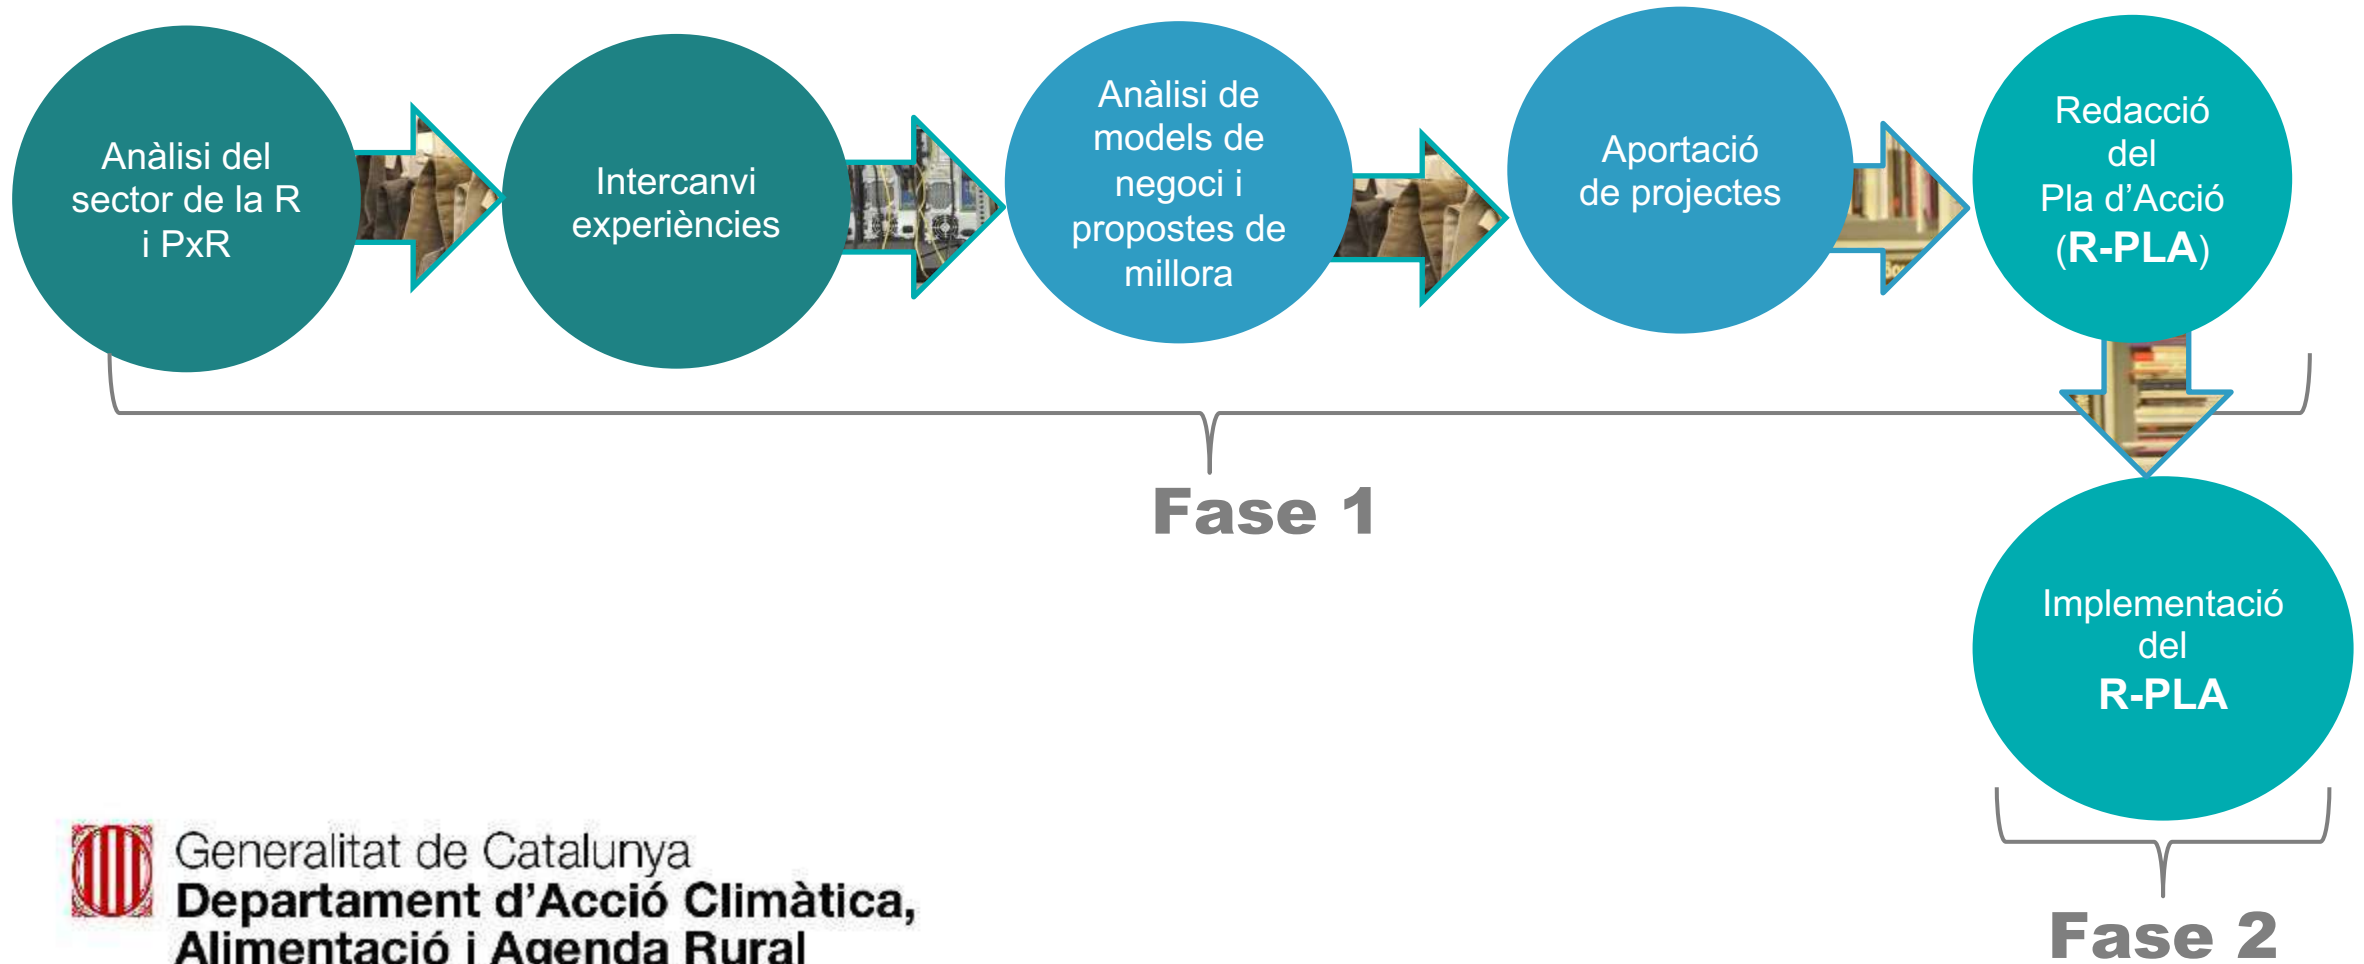 Anàlisi del
sector de la R
i PxR
Intercanvi
experiències
Anàlisi de
models de
negoci i
propostes de
millora
Aportació
de projectes
Redacció
del
Pla d’Acció
(R-PLA)
Fase 1
Implementació
del
R-PLA
Fase 2
Generalitat de Catalunya
Departament d’Acció Climàtica,
Alimentació i Agenda Rural